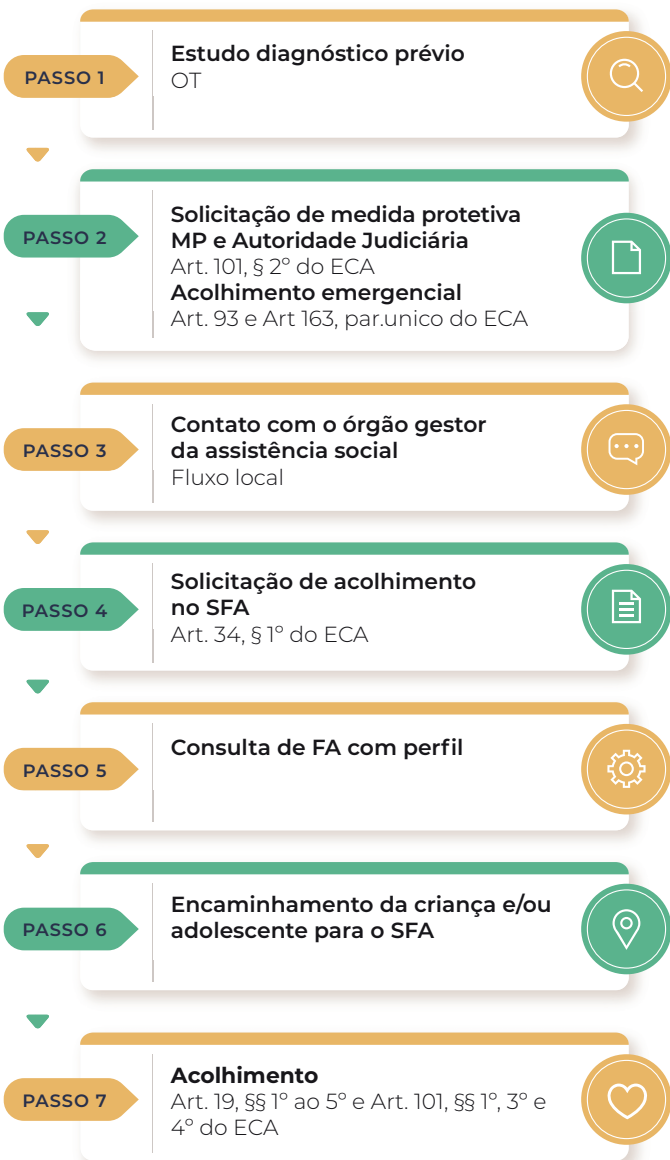 PASSO 1
Estudo diagnóstico prévio
OT
PASSO 2
Solicitação de medida protetiva
MP e Autoridade Judiciária
Art. 101, § 2º do ECA
Acolhimento emergencial
Art. 93 e Art 163, par.unico do ECA
PASSO 3
Contato com o órgão gestor
da assistência social
Fluxo local
PASSO 4
Solicitação de acolhimento
no SFA
Art. 34, § 1º do ECA
PASSO 5
Consulta de FA com perfil
PASSO 6
Encaminhamento da criança e/ou
adolescente para o SFA
PASSO 7
Acolhimento
Art. 19, §§ 1º ao 5º e Art. 101, §§ 1º, 3º e
4º do ECA